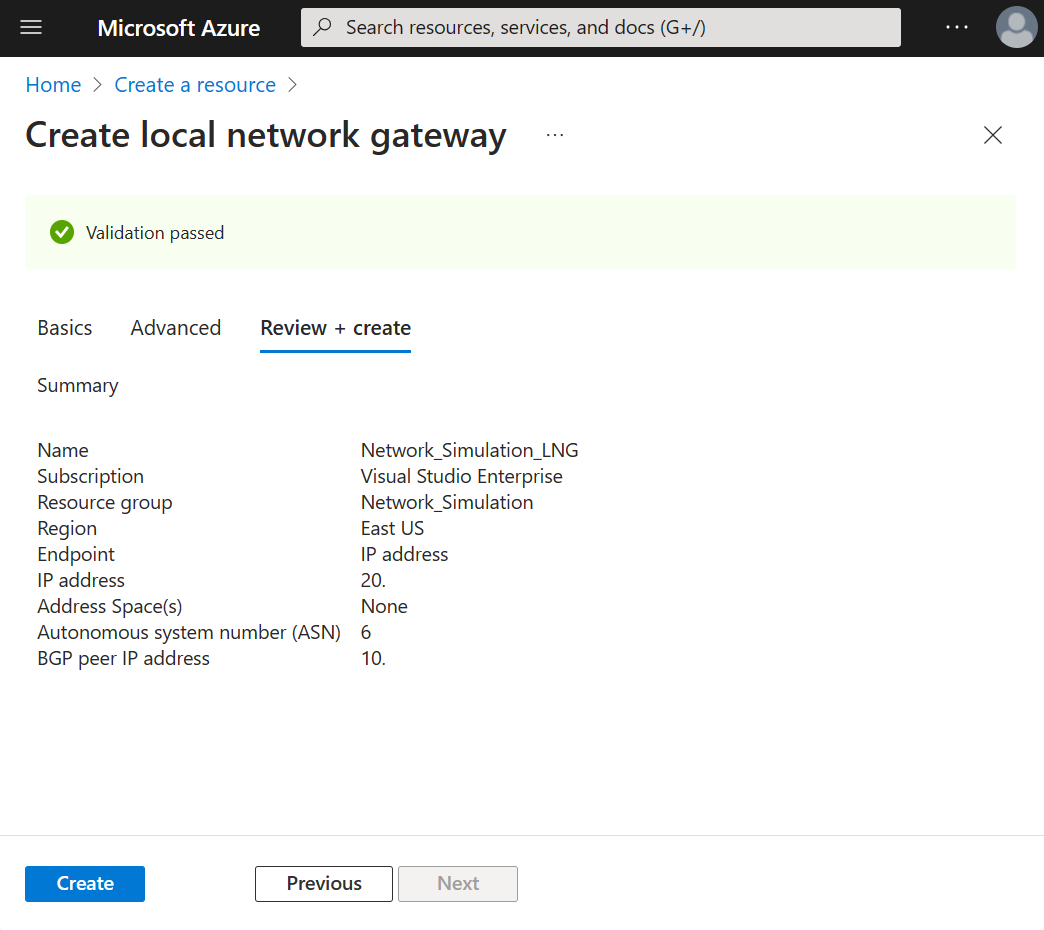 Microsoft Azure
Search resources, services, and docs (G+/)
...
Home > Create a resource >
Create local network gateway ...
Validation passed
Basics Advanced Review + create
Summary
Name Network_Simulation_LNG
Subscription Visual Studio Enterprise
Resource group Network_Simulation
Region East US
Endpoint IP address
IP address 20.
Address Space(s) None
Autonomous system number (ASN) 6
BGP peer IP address 10.
Create Previous Next